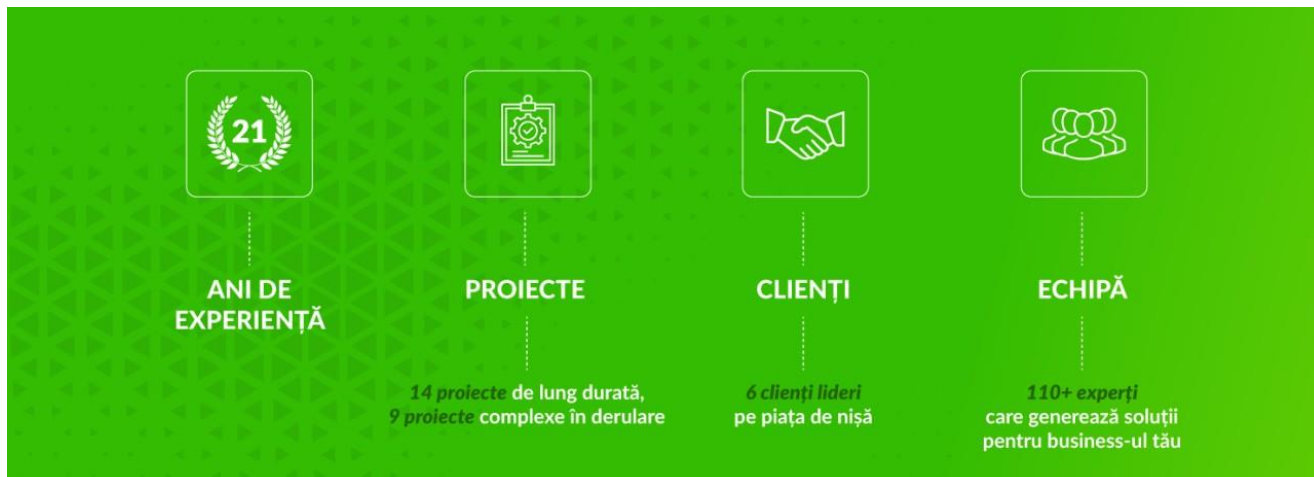 21
ANI DE
EXPERIENȚĂ
PROIECTE
14 proiecte de lung durată,
9 proiecte complexe în derulare
CLIENȚI
6 clienți lideri
pe piața de nișă
ECHIPĂ
110+ experți
care generează soluții
pentru business-ul tău